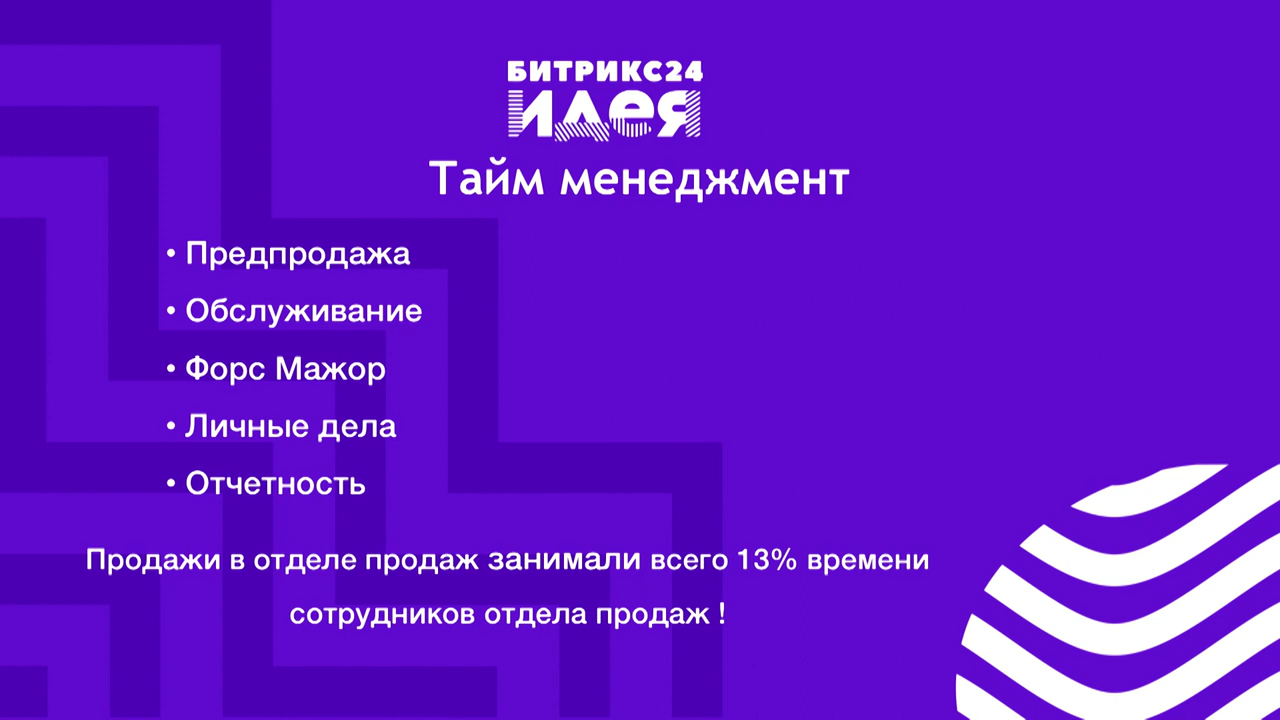 БИТРИКС24
ИДЕЯ
Тайм менеджмент
• Предпродажа
• Обслуживание
• Форс Мажор
• Личные дела
• Отчетность
Продажи в отделе продаж занимали всего 13% времени
сотрудников отдела продаж !